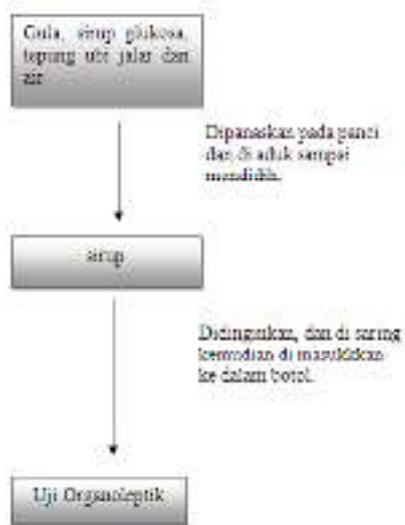 Gula, sirup glukosa,
tepung ubi jalar dan
air
Dipanaskan pada panci
dan di aduk sampai
mendidih.
sirup
Didinginkan, dan di saring
kemudian di masukkkan
ke dalam botol.
Uji Organoleptik